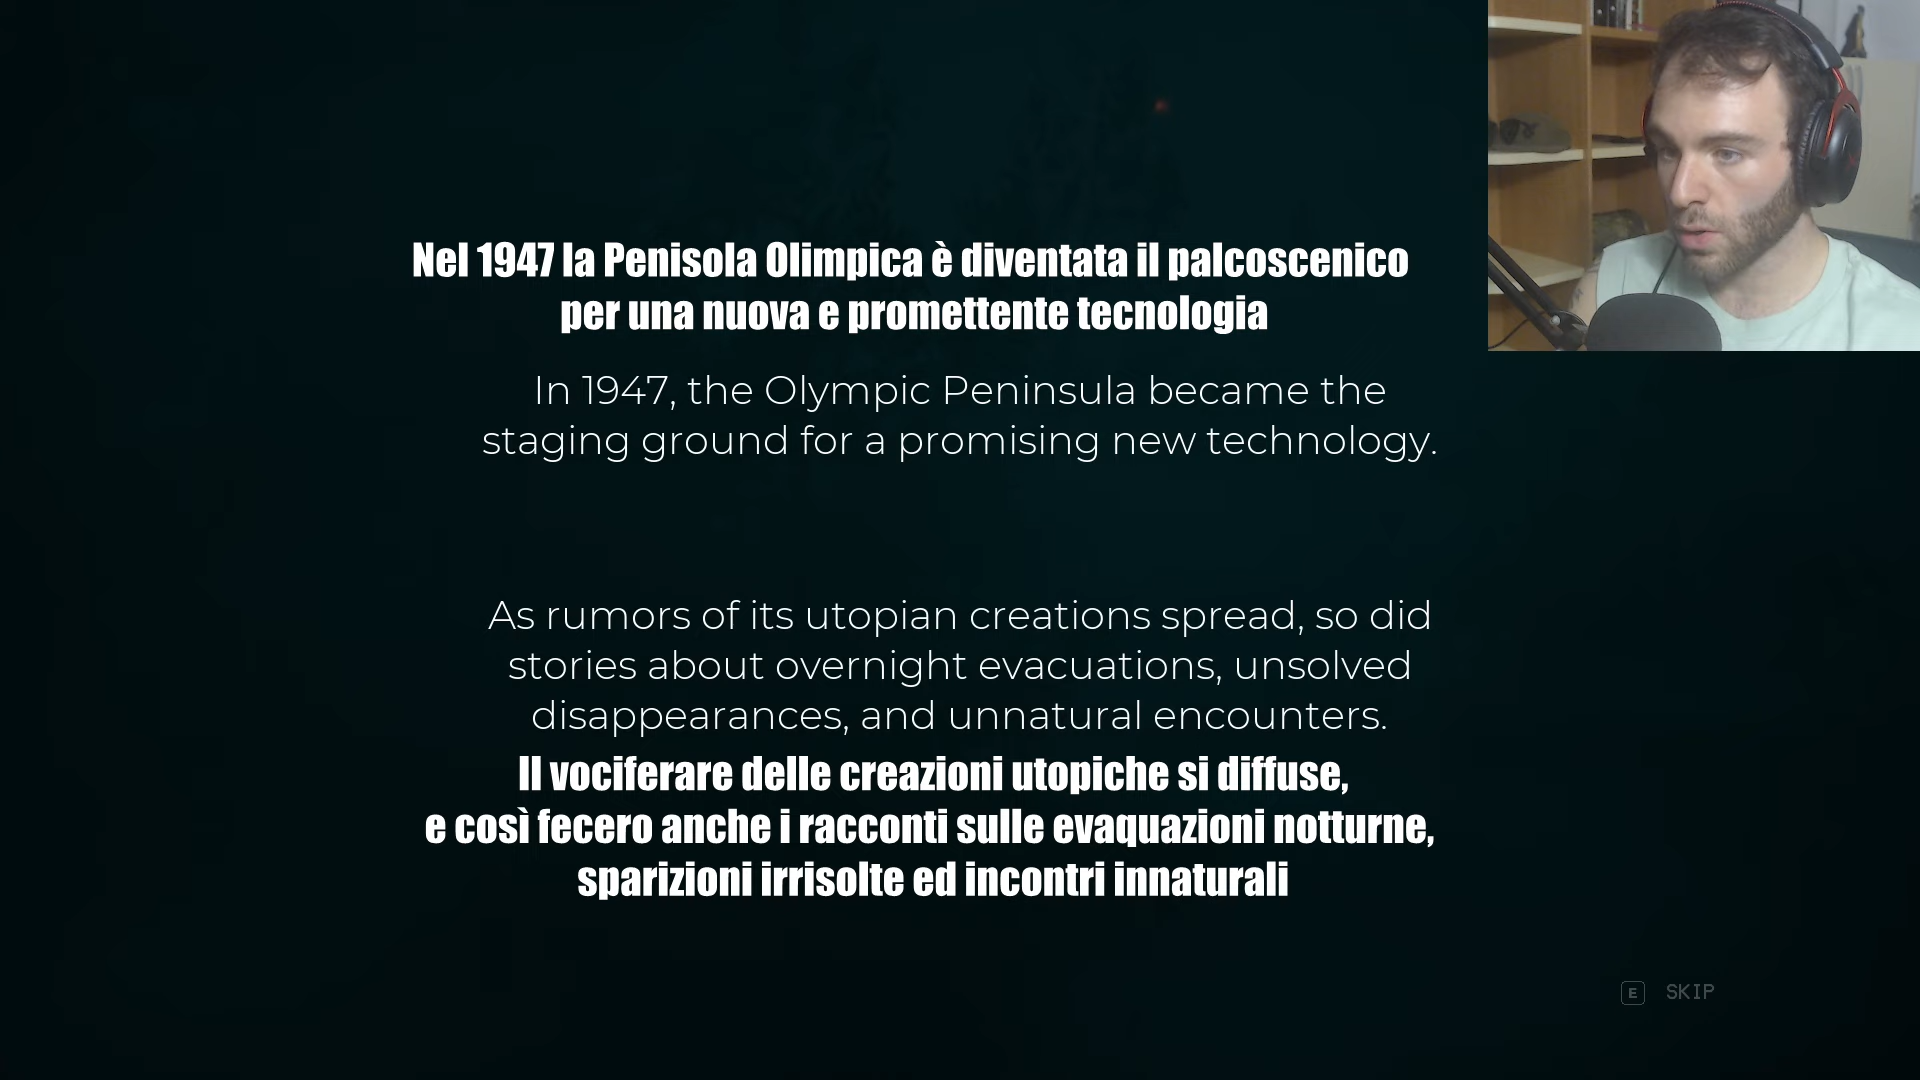 Nel 1947 la Penisola Olimpica è diventata il palcoscenico
per una nuova e promettente tecnologia
In 1947, the Olympic Peninsula became the
staging ground for a promising new technology.
As rumors of its utopian creations spread, so did
stories about overnight evacuations, unsolved
disappearances, and unnatural encounters.
Il vociferare delle creazioni utopiche si diffuse,
e così fecero anche i racconti sulle evaquazioni notturne,
sparizioni irrisolte ed incontri innaturali
E SKIP